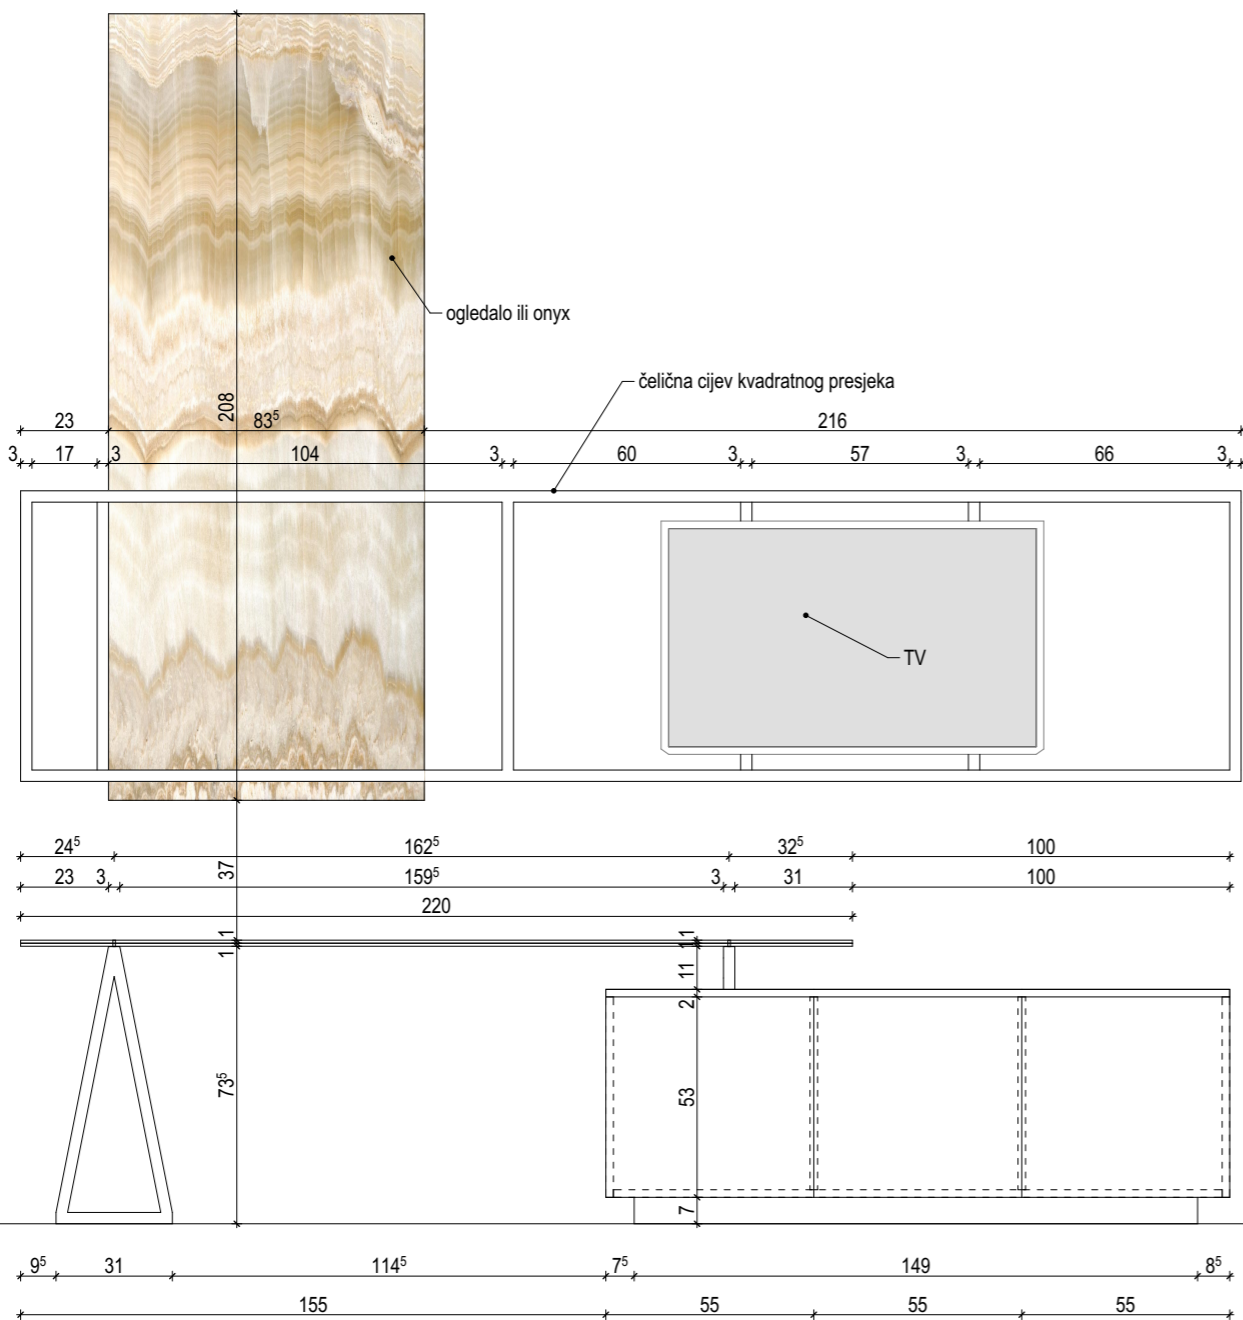 ogledalo ili onyx
čelična cijev kvadratnog presjeka
208
23 83⁵ 216
3 17 3 104 3 60 3 57 3 66 3
TV
24⁵ 162⁵ 32⁵ 100
37
23 3 159⁵ 3 31 100
220
1 1
1 1
11
2
73⁵
53
7
9⁵ 31 114⁵ 7⁵ 149 8⁵
155 55 55 55